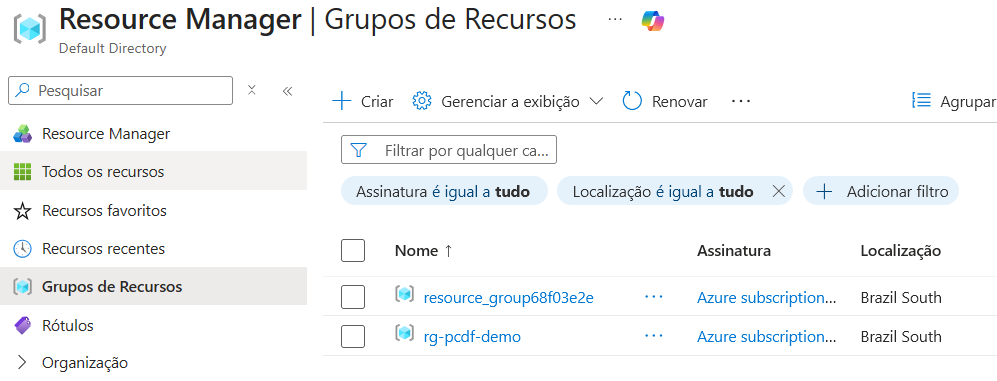 Resource Manager | Grupos de Recursos ...
Default Directory
Pesquisar
Resource Manager
Todos os recursos
Recursos favoritos
Recursos recentes
Grupos de Recursos
Rótulos
Organização
Criar Gerenciar a exibição Renovar ... Agrupar
Filtrar por qualquer ca...
Assinatura é igual a tudo Localização é igual a tudo Adicionar filtro
Nome ↑ Assinatura Localização
resource_group68f03e2e ... Azure subscription... Brazil South
rg-pcdf-demo ... Azure subscription... Brazil South